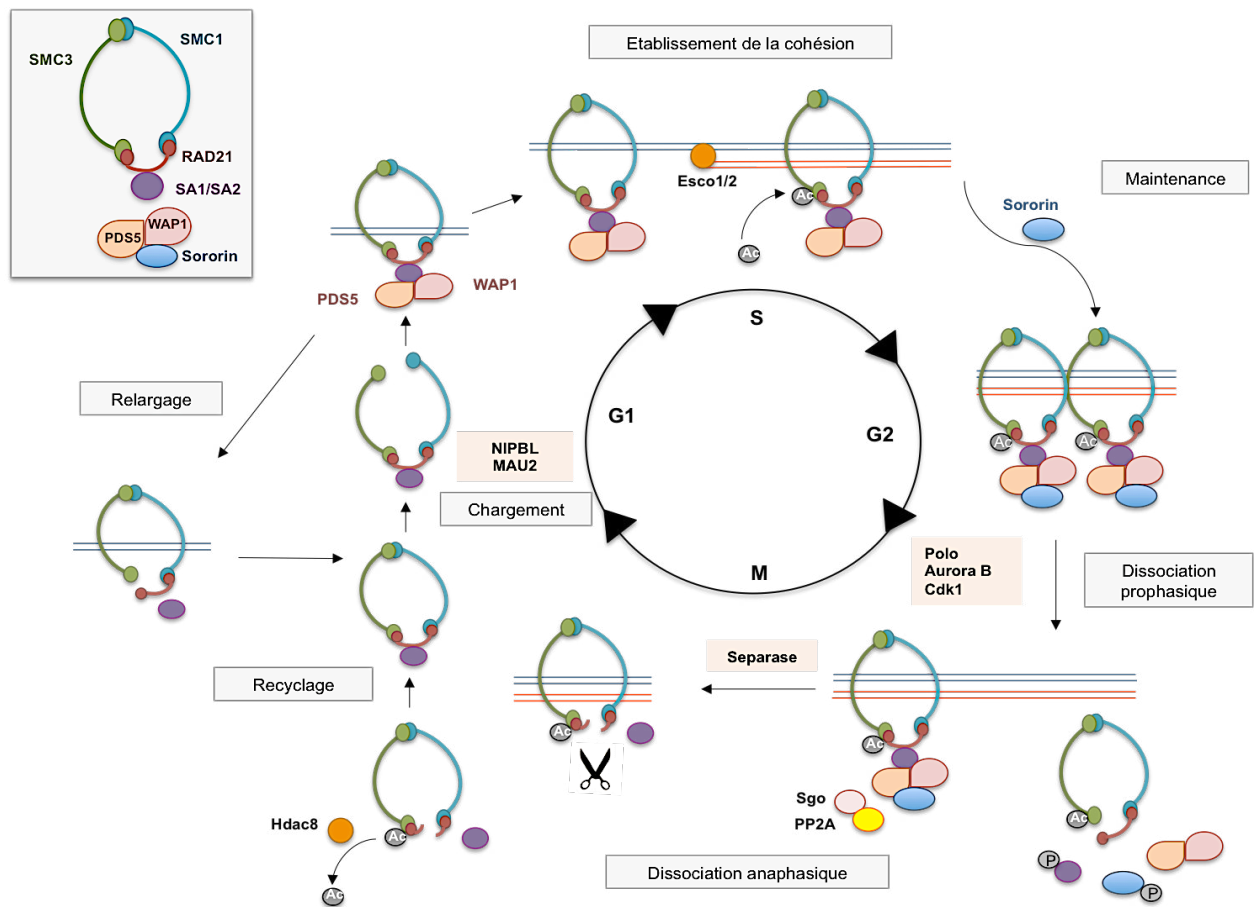 SMC1
SMC3
RAD21
SA1/SA2
WAP1
PDS5
Sororin
Etablissement de la cohésion
Esco1/2
Ac
Ac
Maintenance
Sororin
PDS5
WAP1
S
G1
G2
M
Relargage
NIPBL
MAU2
Chargement
Ac
Ac
Polo
Aurora B
Cdk1
Dissociation
prophasique
Separase
Recyclage
Ac
Ac
Sgo
PP2A
Hdac8
Ac
Ac
Ac
P
P
Dissociation anaphasique